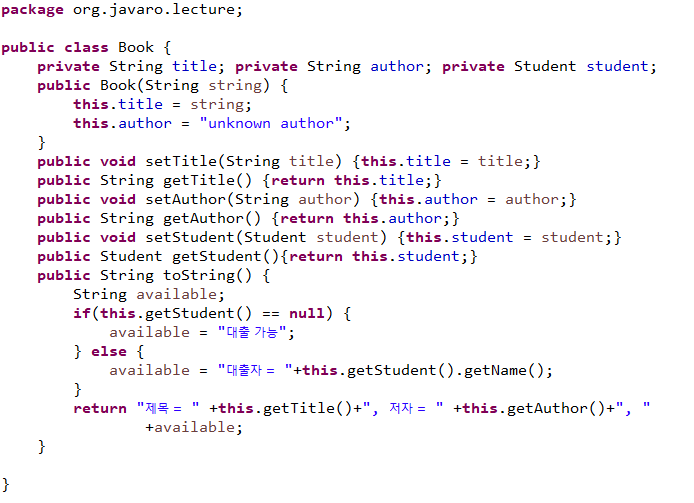 package org.javaro.lecture;
public class Book {
private String title; private String author; private Student student;
public Book(String string) {
this.title = string;
this.author = "unknown author";
}
public void setTitle(String title) {this.title = title;}
public String getTitle() {return this.title;}
public void setAuthor(String author) {this.author = author;}
public String getAuthor() {return this.author;}
public void setStudent(Student student) {this.student = student;}
public Student getStudent(){return this.student;}
public String toString() {
String available;
if(this.getStudent() == null) {
available = "대출 가능";
} else {
available = "대출자 = "+this.getStudent().getName();
}
return "제목 = " +this.getTitle()+", 저자 = " +this.getAuthor()+", "
+available;
}
}